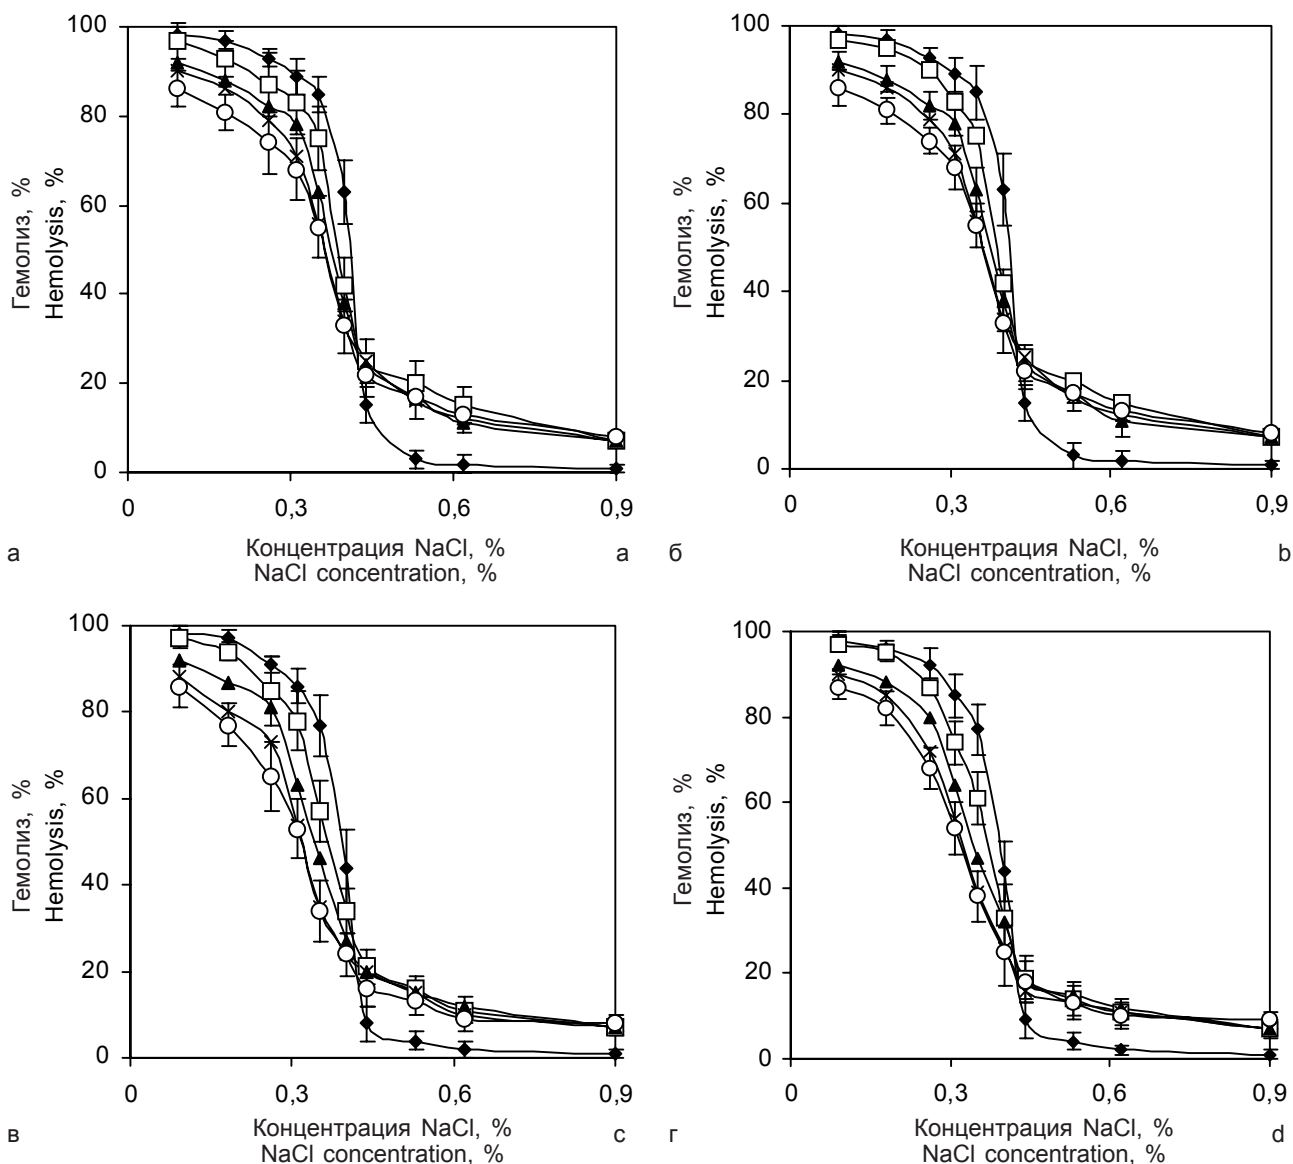 100
80
60
40
20
0
Гемолиз, %
Hemolysis, %
0 0,3 0,6 0,9
Концентрация NaCl, %
NaCl concentration, %
а a
100
80
60
40
20
0
Гемолиз, %
Hemolysis, %
0 0,3 0,6 0,9
Концентрация NaCl, %
NaCl concentration, %
б b
100
80
60
40
20
0
Гемолиз, %
Hemolysis, %
0 0,3 0,6 0,9
Концентрация NaCl, %
NaCl concentration, %
в c
100
80
60
40
20
0
Гемолиз, %
Hemolysis, %
0 0,3 0,6 0,9
Концентрация NaCl, %
NaCl concentration, %
г d